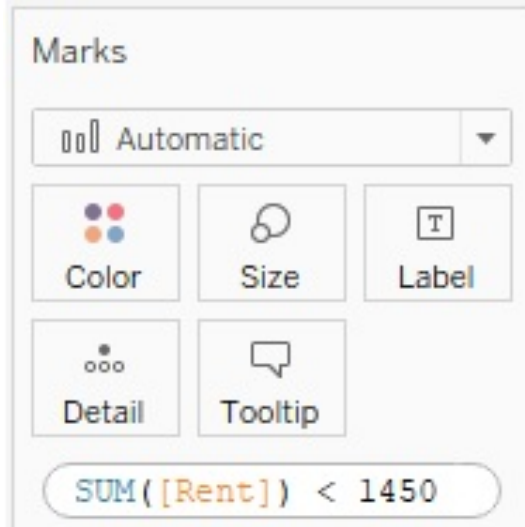 Marks
Automatic
Color Size Label
T
Detail Tooltip
SUM([Rent]) < 1450